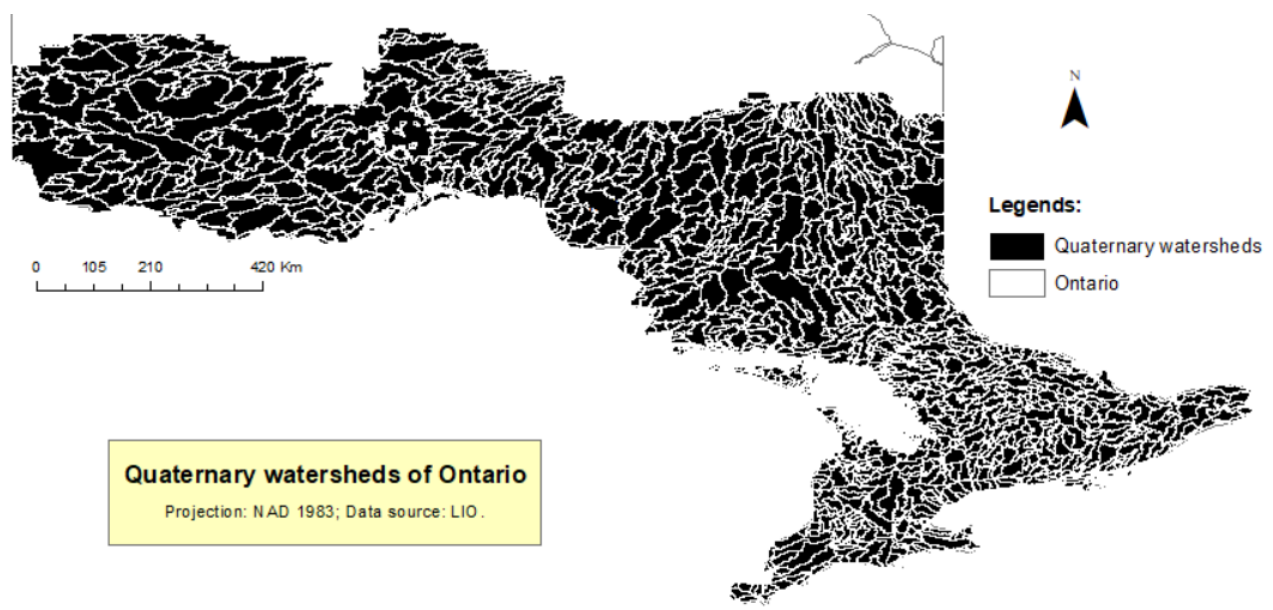 N
Legends:
Quaternary watersheds
Ontario
0 105 210 420 Km
Quaternary watersheds of Ontario
Projection: NAD 1983; Data source: LIO.